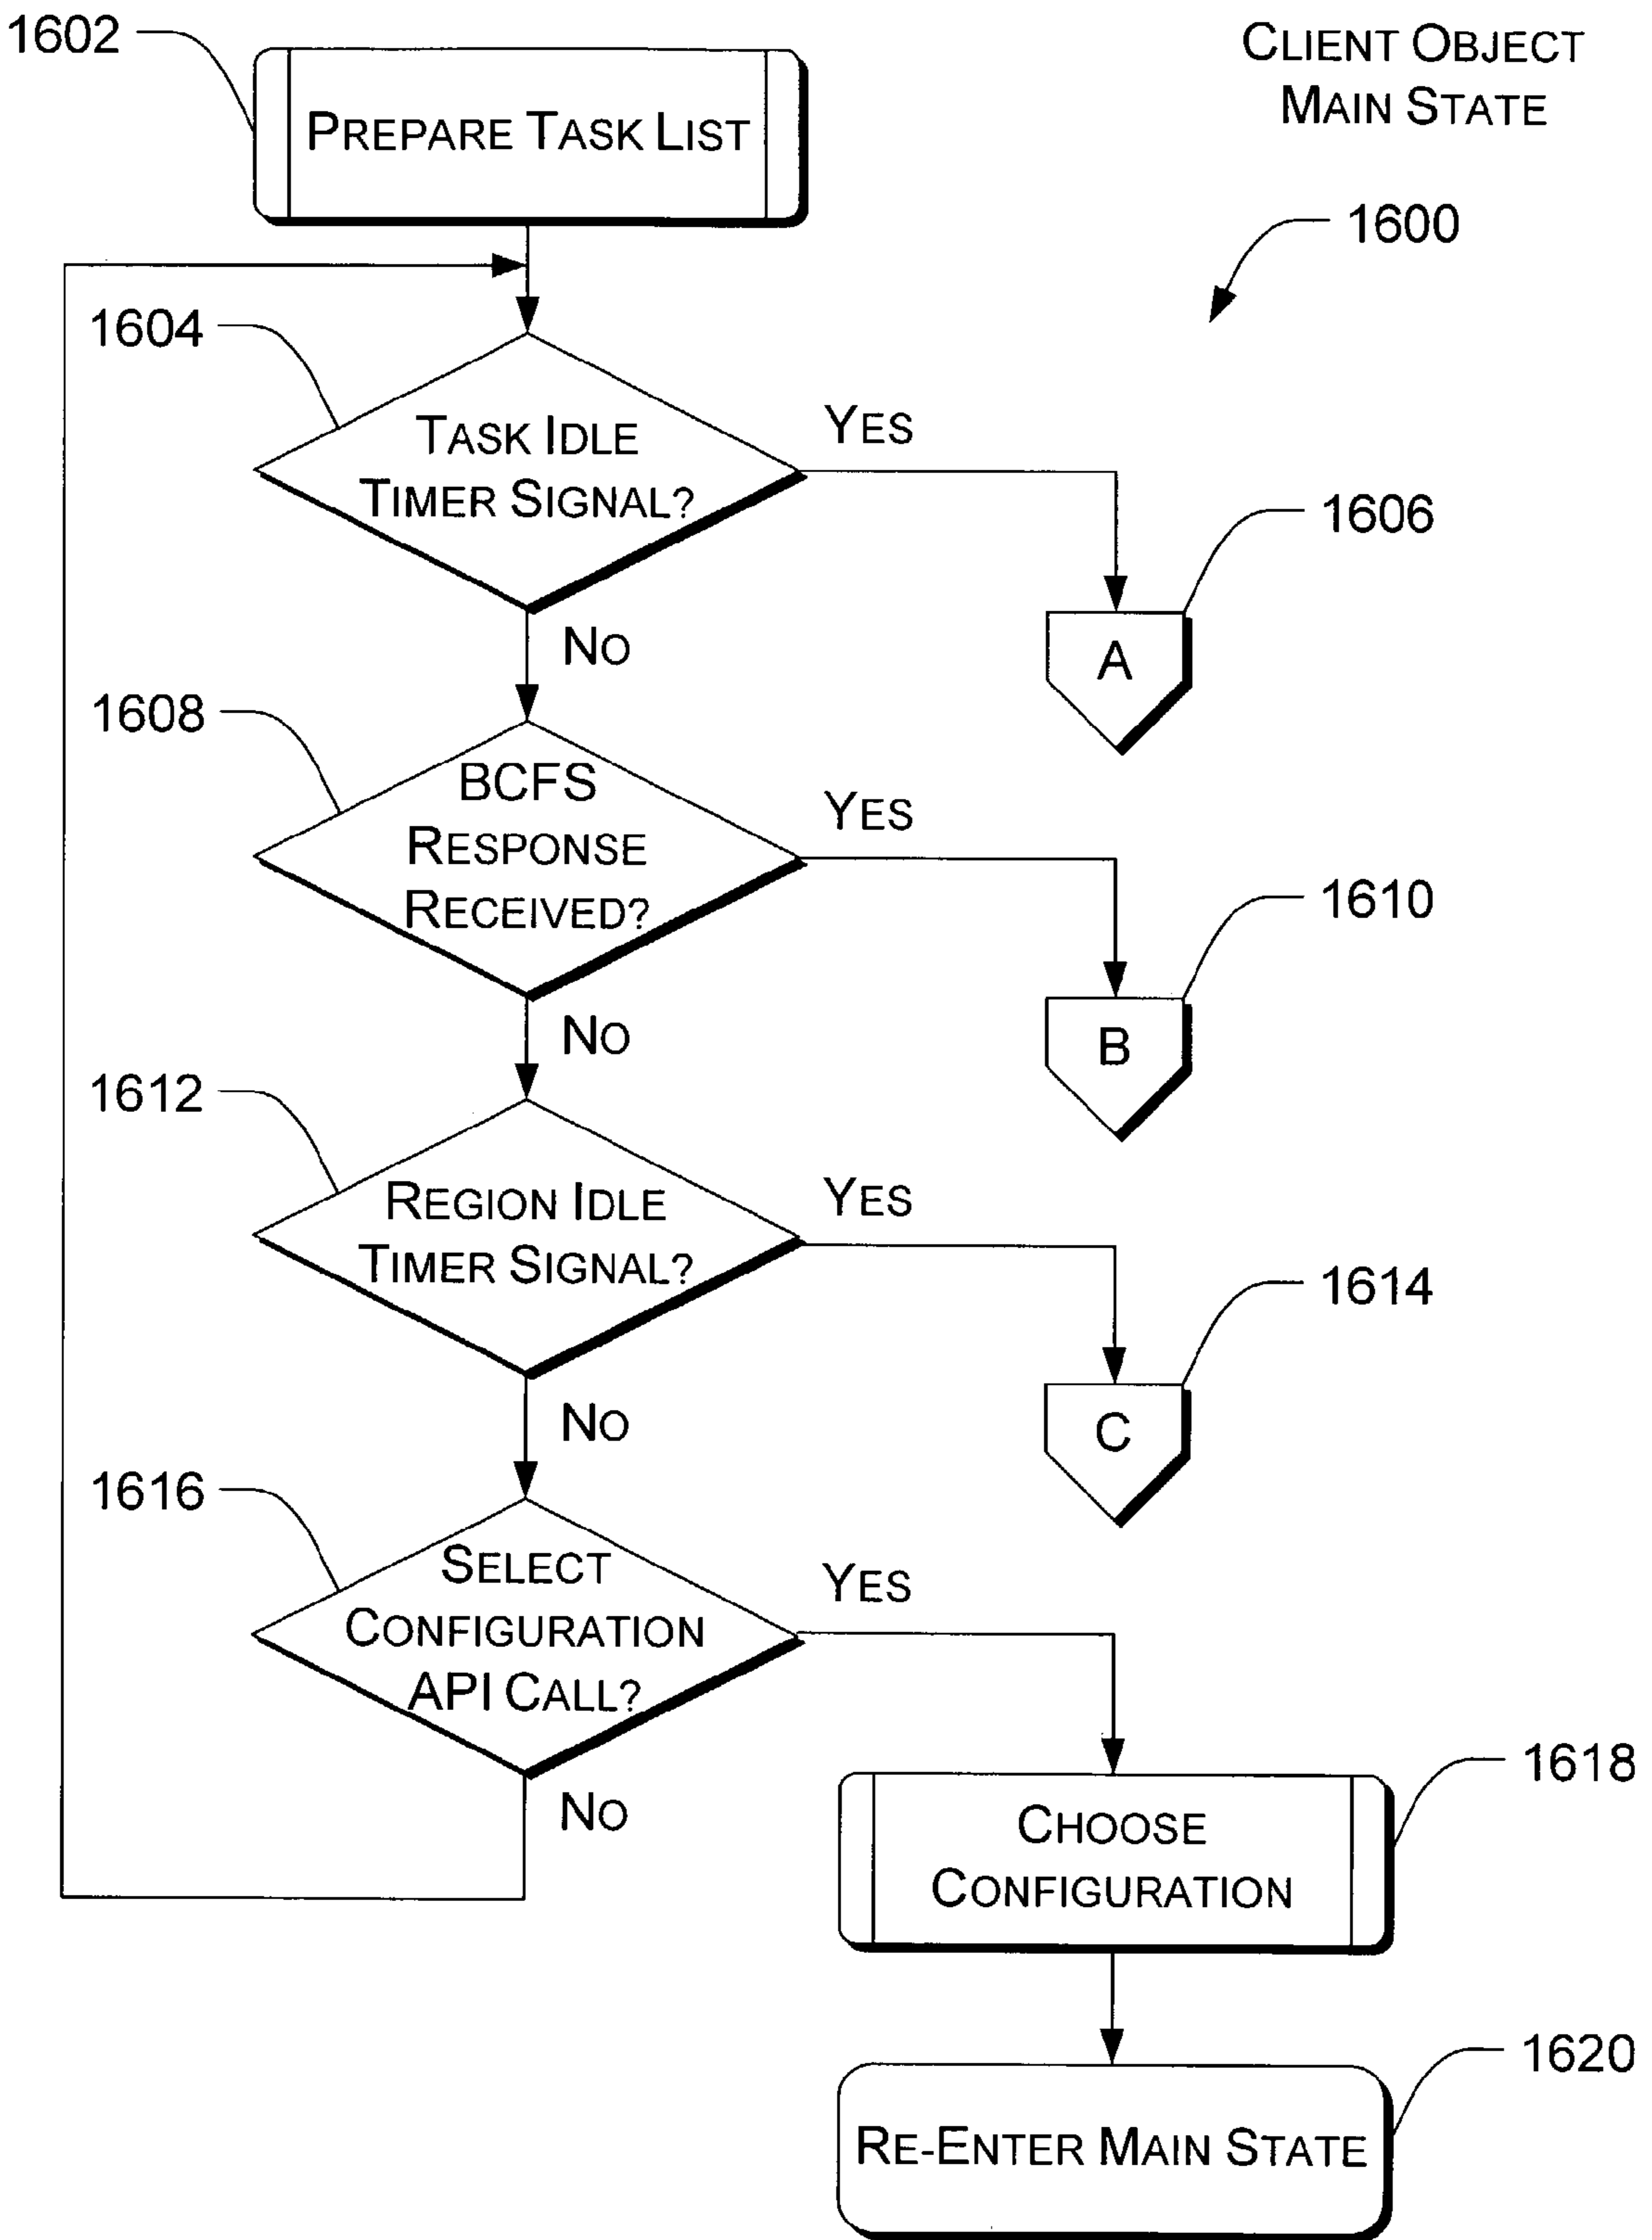 1602
CLIENT OBJECT
MAIN STATE
PREPARE TASK LIST
1600
1604
TASK IDLE
TIMER SIGNAL?
YES
1606
A
NO
1608
BCFS
RESPONSE
RECEIVED?
YES
1610
B
NO
1612
REGION IDLE
TIMER SIGNAL?
YES
1614
C
NO
1616
SELECT
CONFIGURATION
API CALL?
YES
NO
1618
CHOOSE
CONFIGURATION
1620
RE-ENTER MAIN STATE